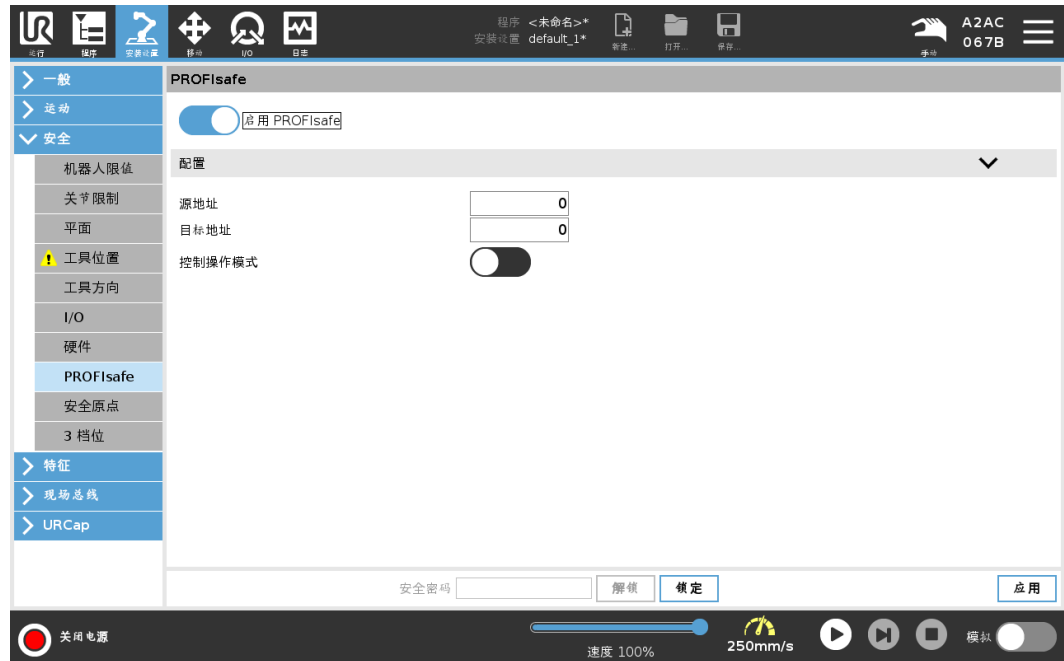 UR
程序 <未命名>*
安装设置 default_1*
A2AC
067B
运行 程序 安装设置 移动 I/O 日志 新建... 打开... 保存... 手动
一般
运动
安全
机器人限值
关节限制
平面
工具位置
工具方向
I/O
硬件
PROFIsafe
安全原点
3 档位
特征
现场总线
URCap
PROFIsafe
启用 PROFIsafe
配置
源地址 0
目标地址 0
控制操作模式
安全密码 解锁 锁定 应用
关闭电源
速度 100%
250mm/s
模拟